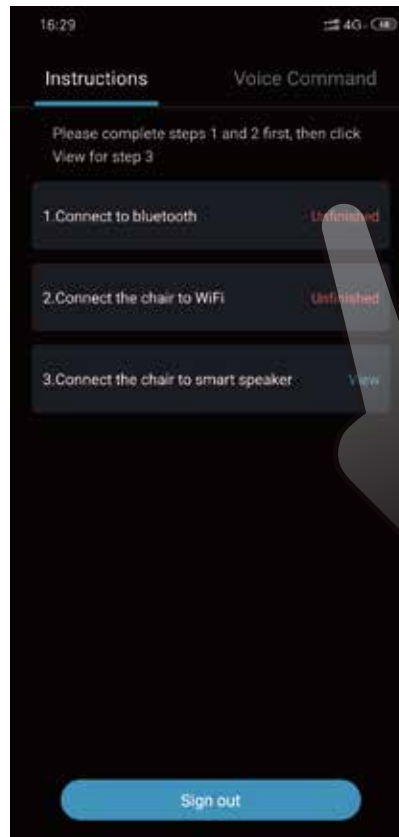 16:29 4G
Instructions Voice Command
Please complete steps 1 and 2 first, then click
View for step 3
1.Connect to bluetooth Unfinished
2.Connect the chair to WiFi Unfinished
3.Connect the chair to smart speaker View
Sign out